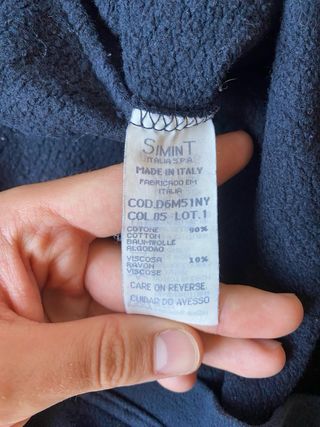 SIMINT
ITALIA S.P.A.
MADE IN ITALY
FABRICADO EM
ITÁLIA
COD.D6M51NY
COL 05 LOT.1
COTONE 90%
COTTON
BAUMWOLLE
ALGODAO
VISCOSA 10%
RAYON
VISCOSE
CARE ON REVERSE
CUIDAR DO AVESSO